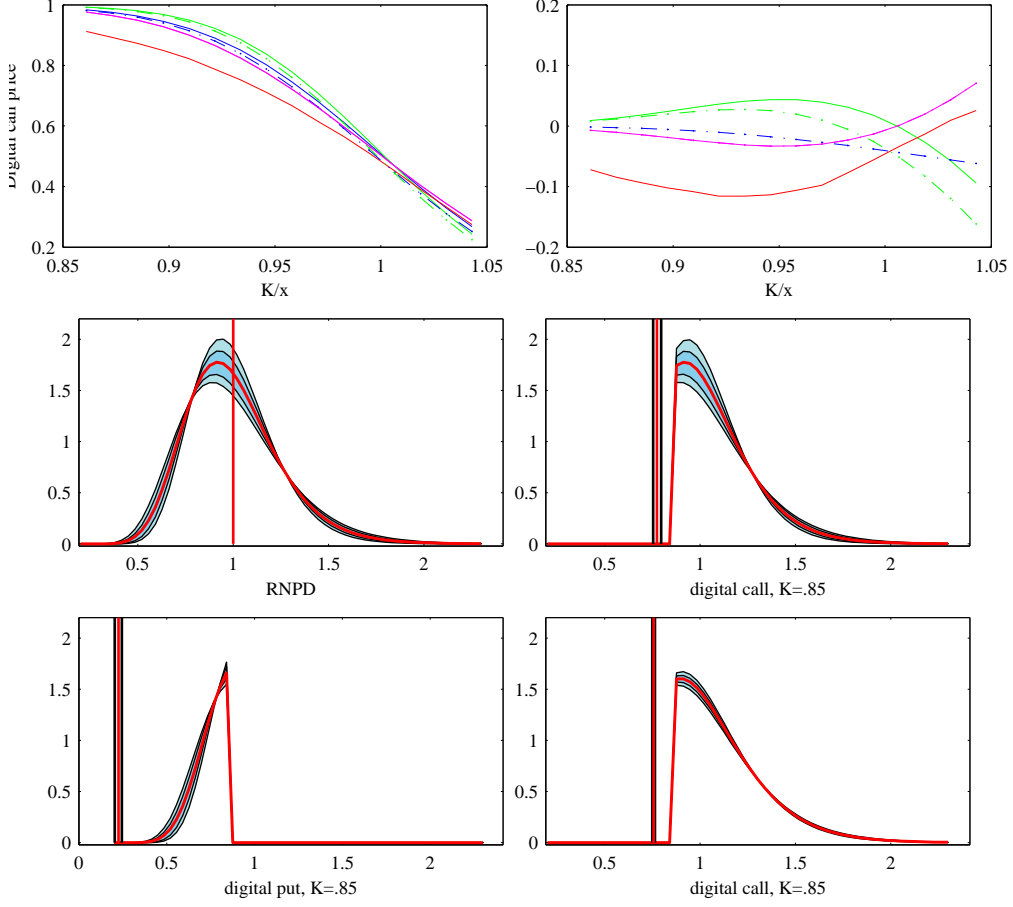 1
0.8
0.6
0.4
0.2
Digital call price
0.85 0.9 0.95 1 1.05
K/x
0.2
0.1
0
−0.1
−0.2
0.85 0.9 0.95 1 1.05
K/x
2
1.5
1
0.5
0
0.5 1 1.5 2
RNPD
2
1.5
1
0.5
0
0.5 1 1.5 2
digital call, K=.85
2
1.5
1
0.5
0
0 0.5 1 1.5 2
digital put, K=.85
2
1.5
1
0.5
0
0.5 1 1.5 2
digital call, K=.85